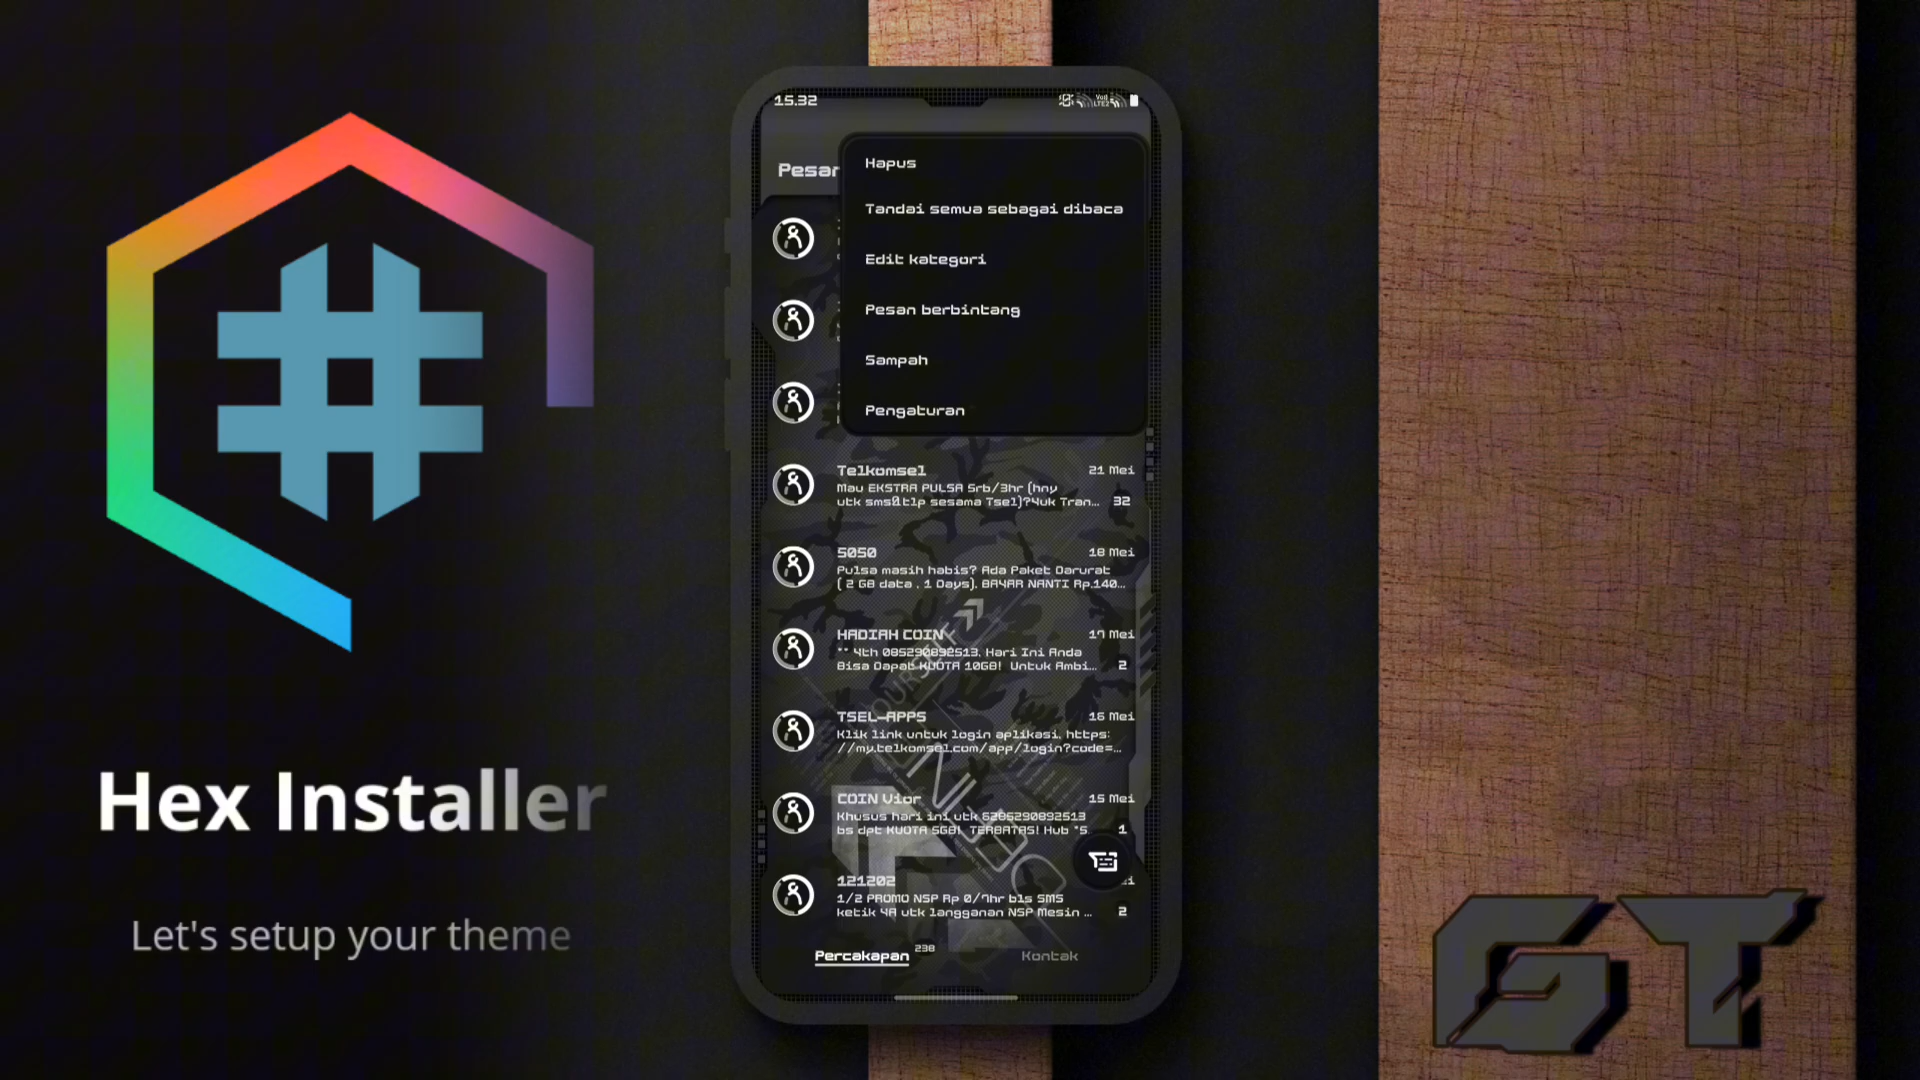 Hex Installer
Let's setup your theme
15.32
Pesan
Hapus
Tandai semua sebagai dibaca
Edit kategori
Pesan berbintang
Sampah
Pengaturan
Telkomsel 21 Mei
Mau EKSTRA PULSA 5rb/3hr (hny
utk sms&tlp sesama Tsel)?Yuk Tran... 32
5050 18 Mei
Pulsa masih habis? Ada Paket Darurat
( 2 GB data , 1 Days). BAYAR NANTI Rp.140...
HADIAH COIN 17 Mei
** Yth 085290892513, Hari Ini Anda
Bisa Dapat KUOTA 10GB! Untuk Ambi... 2
TSEL-APPS 16 Mei
Klik link untuk login aplikasi. https:
//my.telkomsel.com/app/login?code=...
COIN Vior 15 Mei
Khusus hari ini utk 6285290892513
bs dpt KUOTA 5GB! TERBATAS! Hub *5 1
121202
1/2 PROMO NSP Rp 0/7hr bls SMS
ketik YA utk langganan NSP Mesin ... 2
Percakapan 238
Kontak
GT